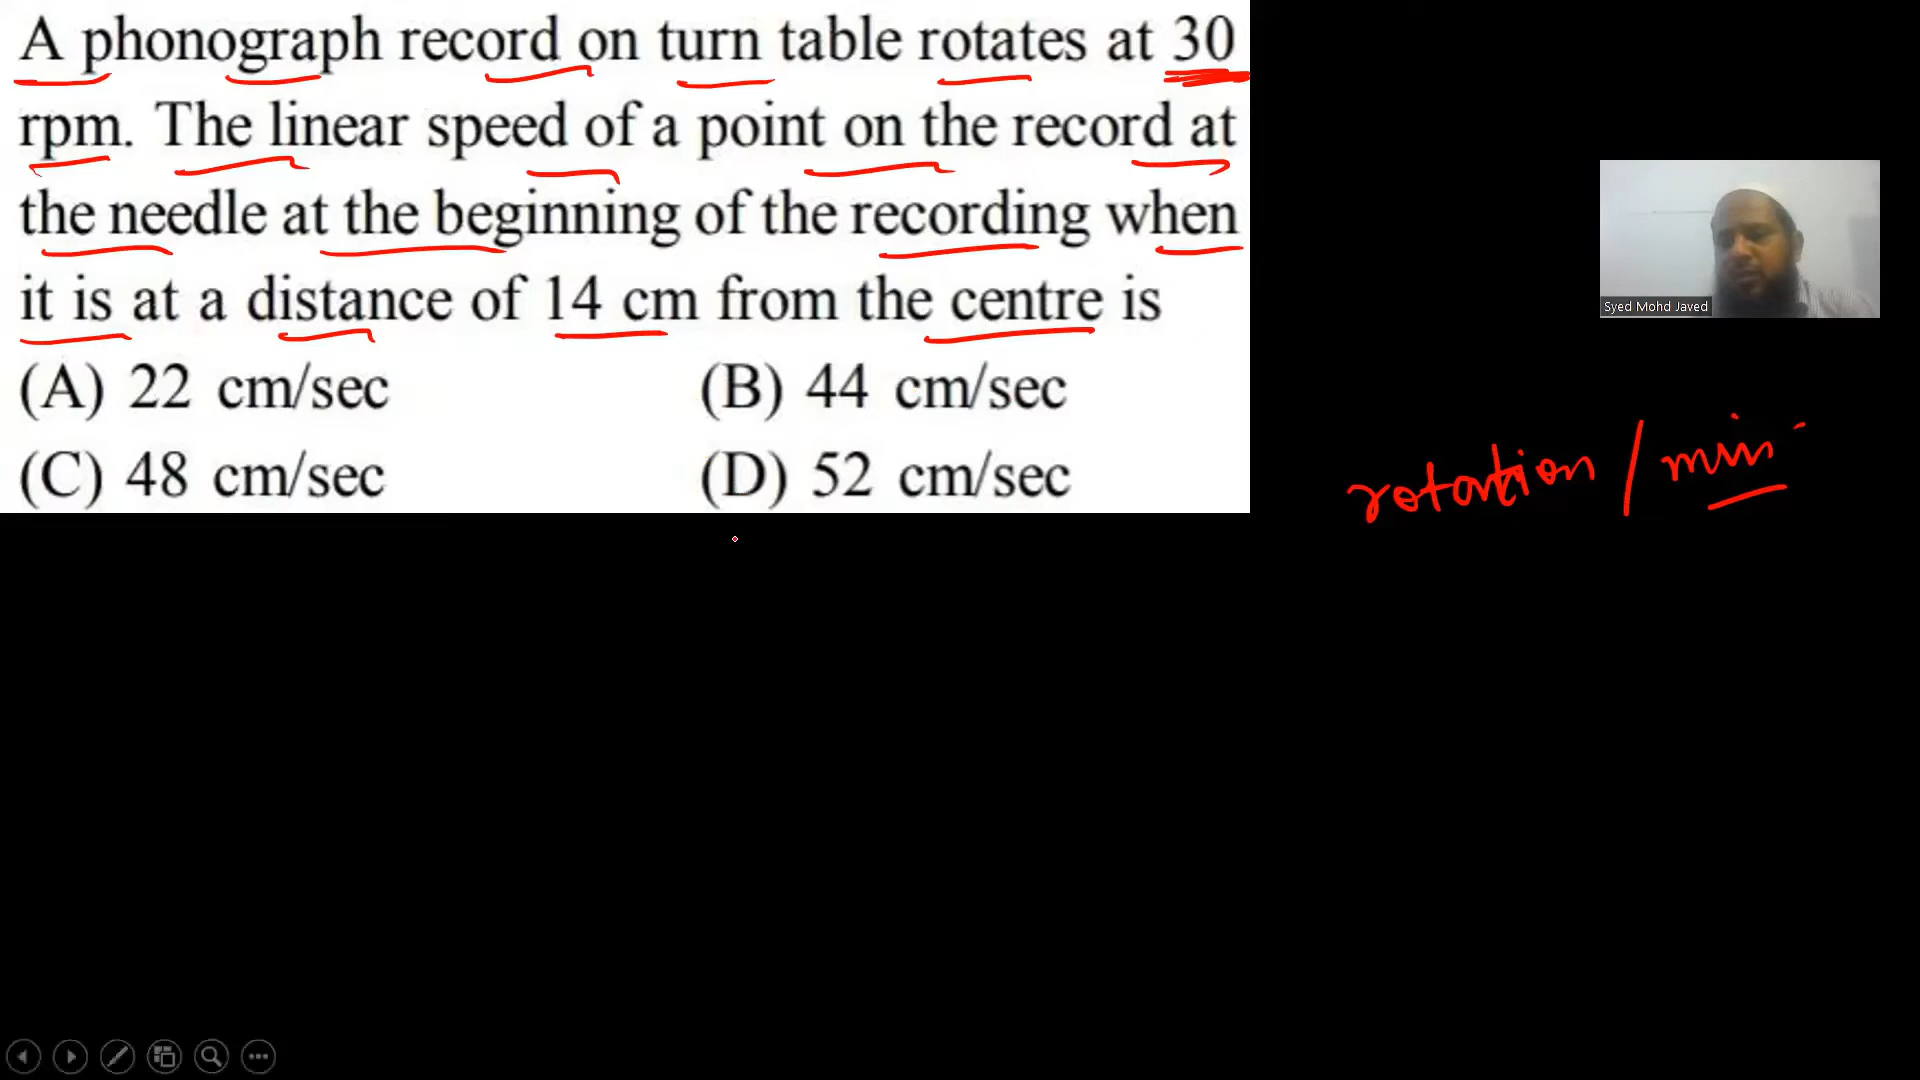 A phonograph record on turn table rotates at 30
rpm. The linear speed of a point on the record at
the needle at the beginning of the recording when
it is at a distance of 14 cm from the centre is
(A) 22 cm/sec (B) 44 cm/sec
(C) 48 cm/sec (D) 52 cm/sec
Syed Mohd Javed
rotation / min